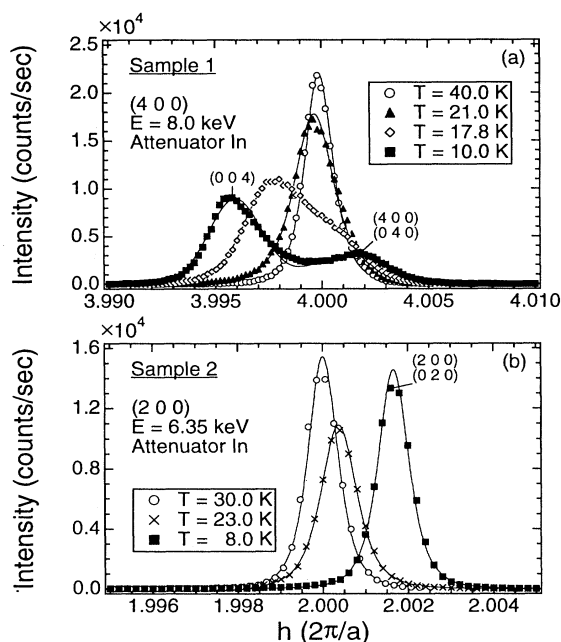 ×10⁴
Intensity (counts/sec)
2.5
2.0
1.5
1.0
0.5
0.0
Sample 1
(4 0 0)
E = 8.0 keV
Attenuator In
(a)
T = 40.0 K
T = 21.0 K
T = 17.8 K
T = 10.0 K
(0 0 4)
(4 0 0)
(0 4 0)
3.990
3.995
4.000
4.005
4.010
×10⁴
Intensity (counts/sec)
1.6
1.2
0.8
0.4
0.0
Sample 2
(2 0 0)
E = 6.35 keV
Attenuator In
(b)
(2 0 0)
(0 2 0)
T = 30.0 K
T = 23.0 K
T = 8.0 K
1.996
1.998
2.000
2.002
2.004
h (2π/a)